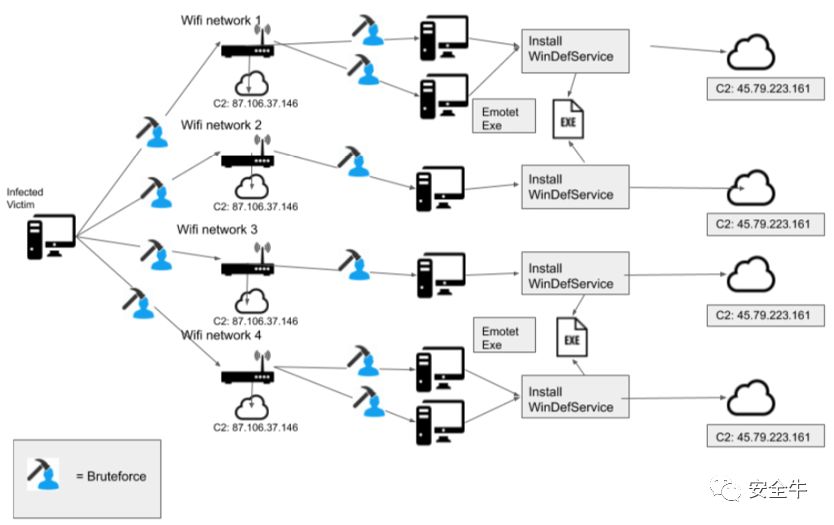 Wifi network 1
C2: 87.106.37.146
Install
WinDefService
C2: 45.79.223.161
Emotet
Exe
EXE
Wifi network 2
C2: 87.106.37.146
Install
WinDefService
C2: 45.79.223.161
Infected
Victim
Wifi network 3
C2: 87.106.37.146
Install
WinDefService
C2: 45.79.223.161
Emotet
Exe
EXE
Wifi network 4
C2: 87.106.37.146
Install
WinDefService
C2: 45.79.223.161
= Bruteforce
安全牛